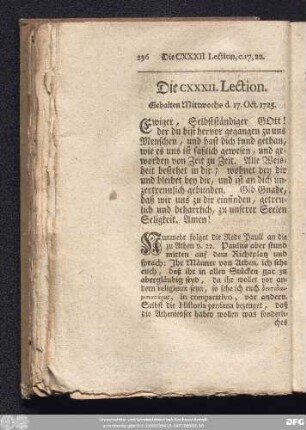 296 Die CXXXII Lection, c.17, 22.
Die CXXXII. Lection.
Gehalten Mittwochs d. 17. Oct. 1725.
Ewiger, Selbstständiger GOtt!
der du bist hervor gegangen zu uns
Menschen, und hast dich kund gethan,
wie es uns ist faßlich gewesen, und ge-
worden von Zeit zu Zeit. Alle Weis-
heit bestehet in dir; wohnet bey dir
und bleibet bey dir, und ist an dich un-
zertrennlich gebunden. Gib Gnade,
daß wir uns zu dir einfinden, getreu-
lich und beharrlich, zu unserer Seelen
Seligkeit. Amen!
Nunmehr folget die Rede Pauli an die
zu Athen v. 22. Paulus aber stund
mitten auf dem Richtplatz und
sprach: Ihr Männer von Athen, ich sehe
euch, daß ihr in allen Stücken gar zu
abergläubig seyd, da ihr wollet vor an-
dern religieux seyn, so sehe ich euch
in comparativo, vor andern.
Selbst die Historia profana bezeuget, daß
die Athenienser haben wollen was sonderli-
ches